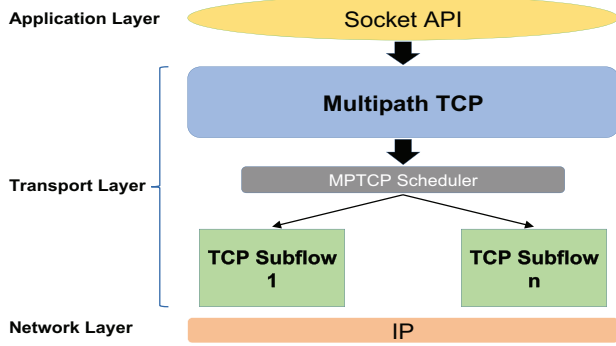 Application Layer
Socket API
Multipath TCP
MPTCP Scheduler
Transport Layer
TCP Subflow
1
TCP Subflow
n
Network Layer
IP